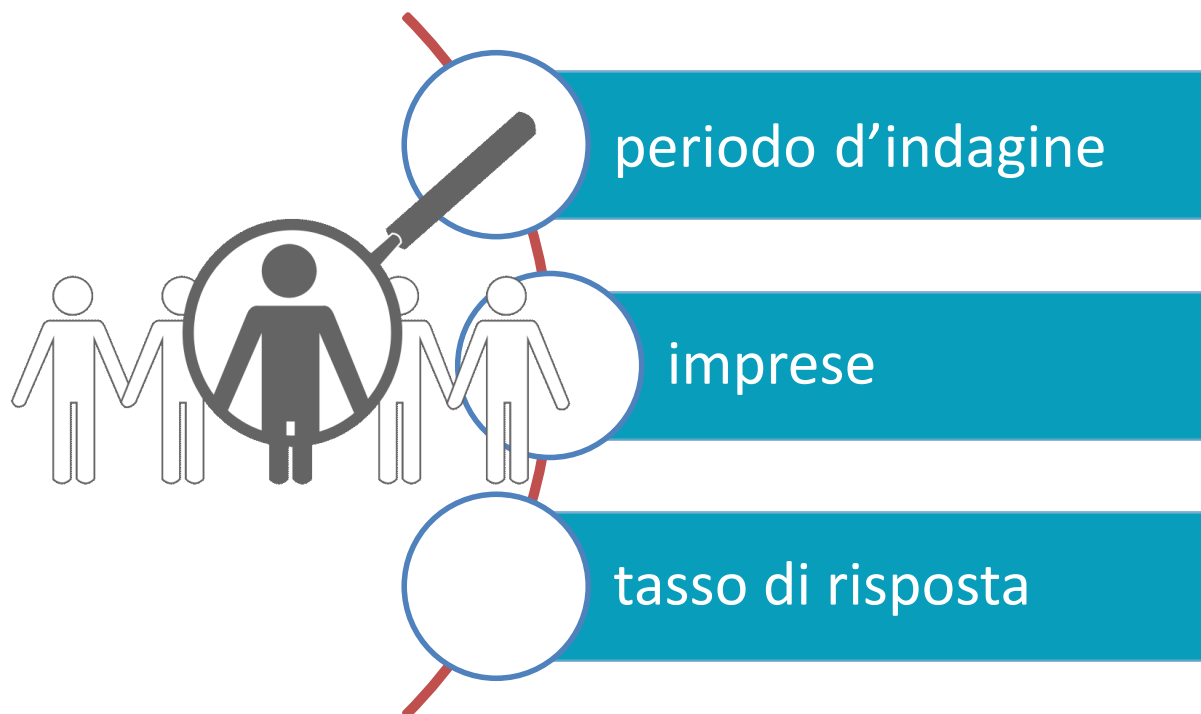 periodo d’indagine
imprese
tasso di risposta